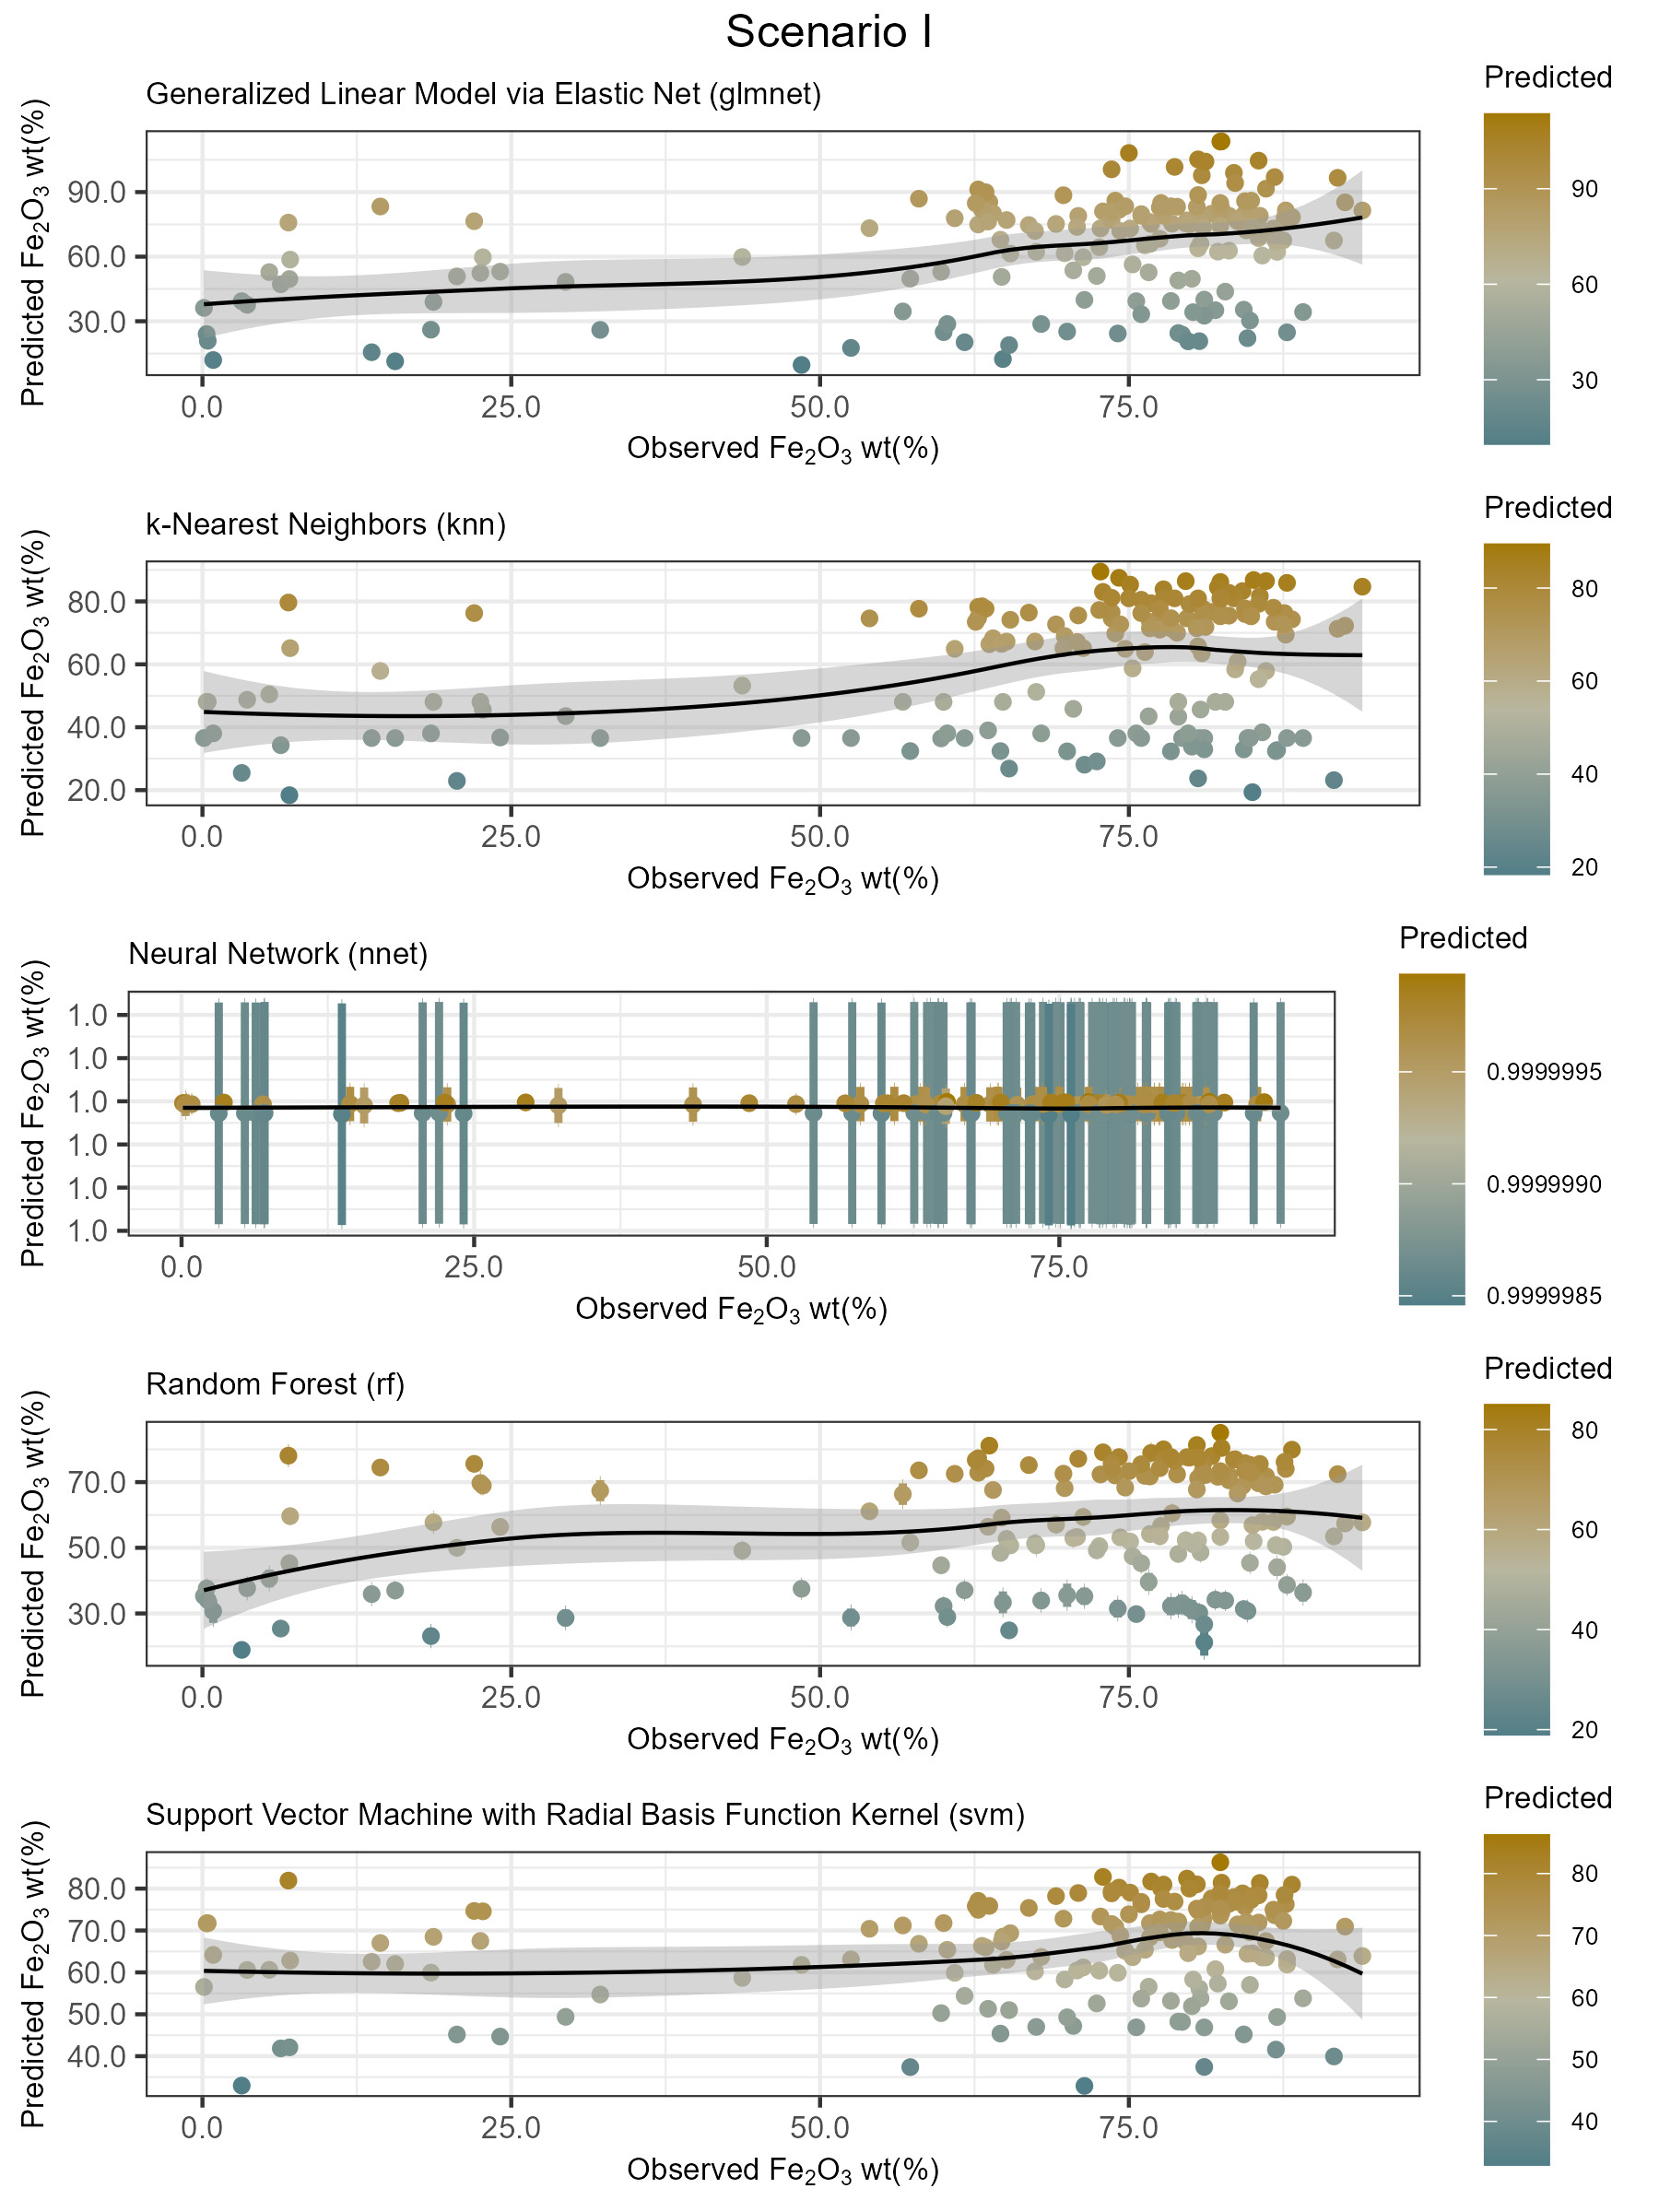 Scenario I
Generalized Linear Model via Elastic Net (glmnet)
Predicted Fe₂O₃ wt(%)
90.0
60.0
30.0
0.0 25.0 50.0 75.0
Observed Fe₂O₃ wt(%)
Predicted
90
60
30
k-Nearest Neighbors (knn)
Predicted Fe₂O₃ wt(%)
80.0
60.0
40.0
20.0
0.0 25.0 50.0 75.0
Observed Fe₂O₃ wt(%)
Predicted
80
60
40
20
Neural Network (nnet)
Predicted Fe₂O₃ wt(%)
1.0
1.0
1.0
1.0
1.0
1.0
0.0 25.0 50.0 75.0
Observed Fe₂O₃ wt(%)
Predicted
0.9999995
0.9999990
0.9999985
Random Forest (rf)
Predicted Fe₂O₃ wt(%)
70.0
50.0
30.0
0.0 25.0 50.0 75.0
Observed Fe₂O₃ wt(%)
Predicted
80
60
40
20
Support Vector Machine with Radial Basis Function Kernel (svm)
Predicted Fe₂O₃ wt(%)
80.0
70.0
60.0
50.0
40.0
0.0 25.0 50.0 75.0
Observed Fe₂O₃ wt(%)
Predicted
80
70
60
50
40